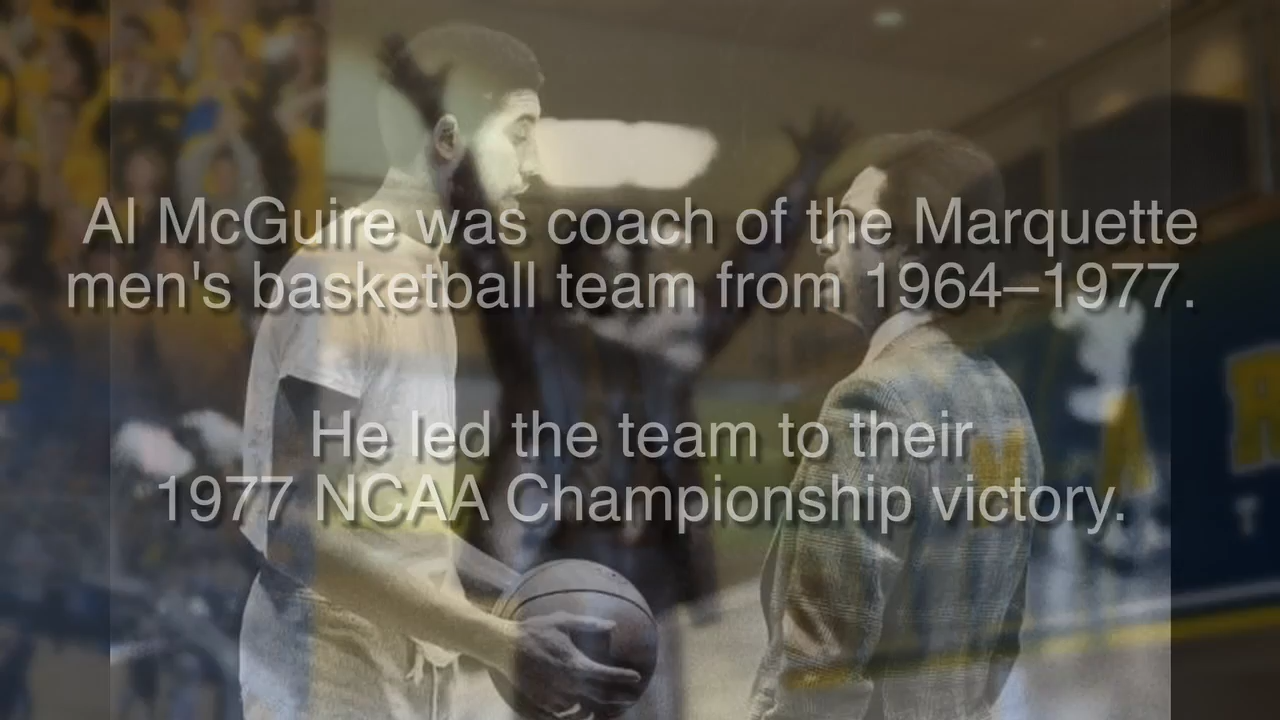 Al McGuire was coach of the Marquette
men's basketball team from 1964–1977.
He led the team to their
1977 NCAA Championship victory.